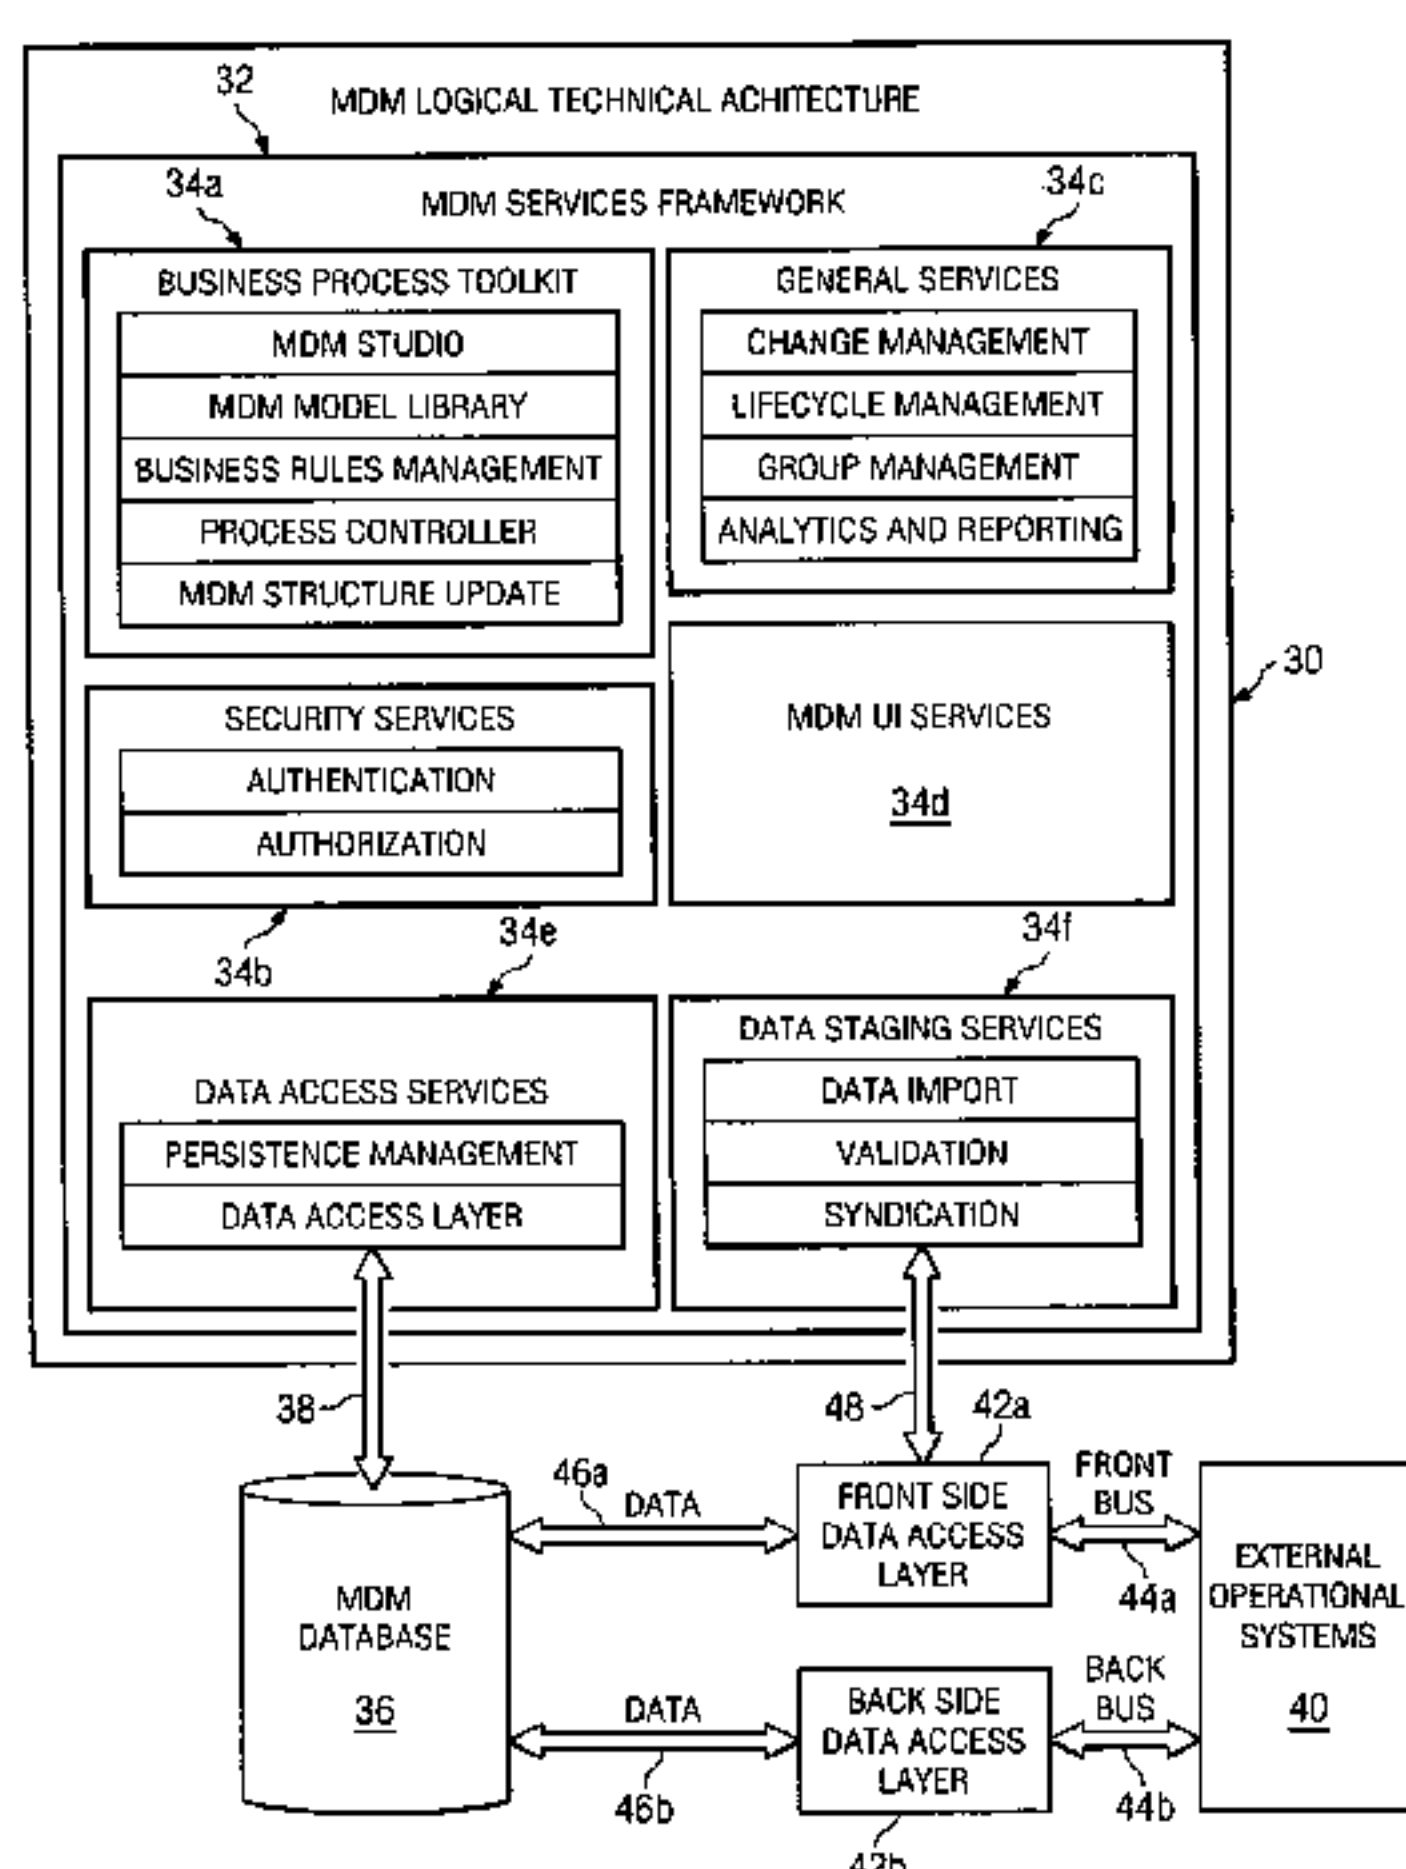 32
MDM LOGICAL TECHNICAL ACHITECTURE
34a
MDM SERVICES FRAMEWORK
34c
BUSINESS PROCESS TOOLKIT
MDM STUDIO
MDM MODEL LIBRARY
BUSINESS RULES MANAGEMENT
PROCESS CONTROLLER
MDM STRUCTURE UPDATE
GENERAL SERVICES
CHANGE MANAGEMENT
LIFECYCLE MANAGEMENT
GROUP MANAGEMENT
ANALYTICS AND REPORTING
30
SECURITY SERVICES
AUTHENTICATION
AUTHORIZATION
34b
MDM UI SERVICES
34d
34e
DATA ACCESS SERVICES
PERSISTENCE MANAGEMENT
DATA ACCESS LAYER
34f
DATA STAGING SERVICES
DATA IMPORT
VALIDATION
SYNDICATION
38
48
42a
MDM
DATABASE
36
46a
DATA
FRONT SIDE
DATA ACCESS
LAYER
FRONT
BUS
44a
EXTERNAL
OPERATIONAL
SYSTEMS
40
DATA
46b
BACK SIDE
DATA ACCESS
LAYER
BACK
BUS
44b